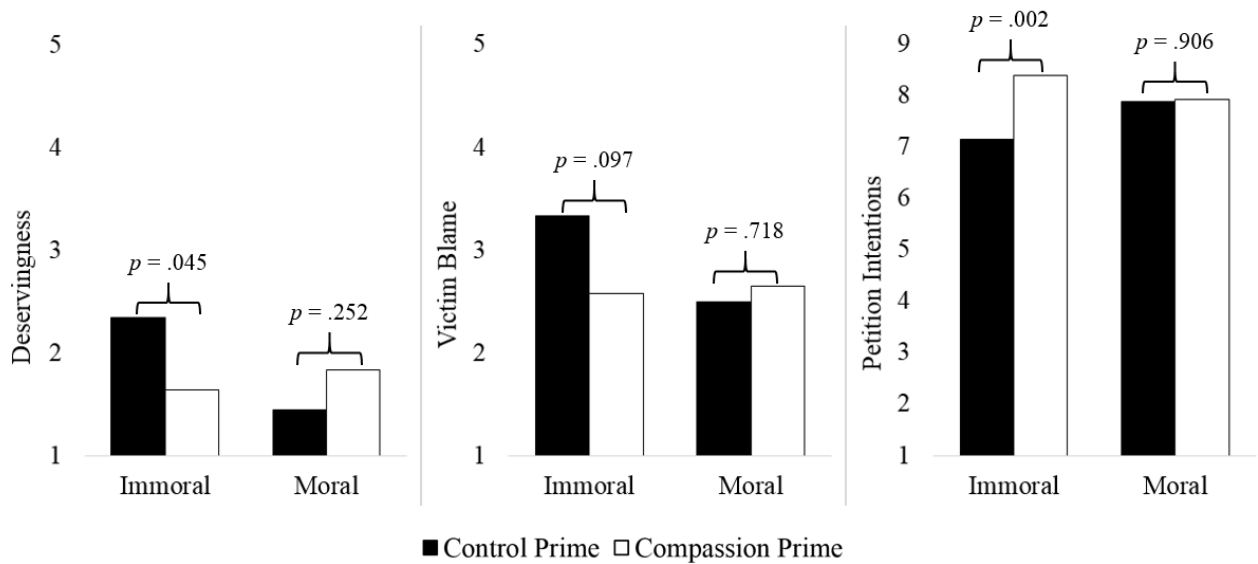 Deservingness
5
4
3
2
1
p = .045
p = .252
Immoral Moral
Victim Blame
5
4
3
2
1
p = .097
p = .718
Immoral Moral
Petition Intentions
9
8
7
6
5
4
3
2
1
p = .002
p = .906
Immoral Moral
Control Prime Compassion Prime